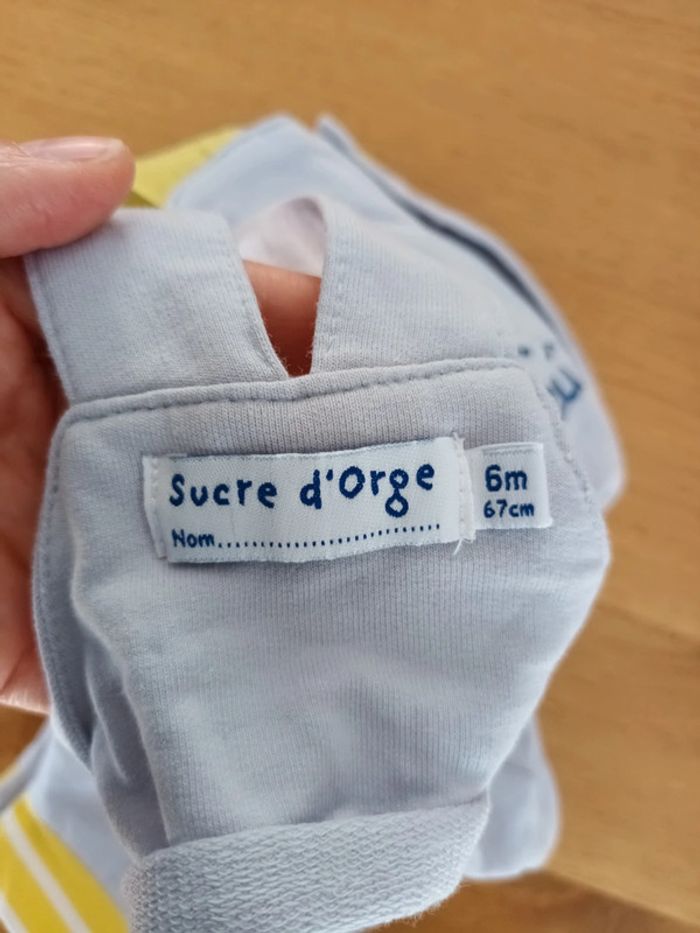 Sucre d'Orge
Nom......................
6m
67cm